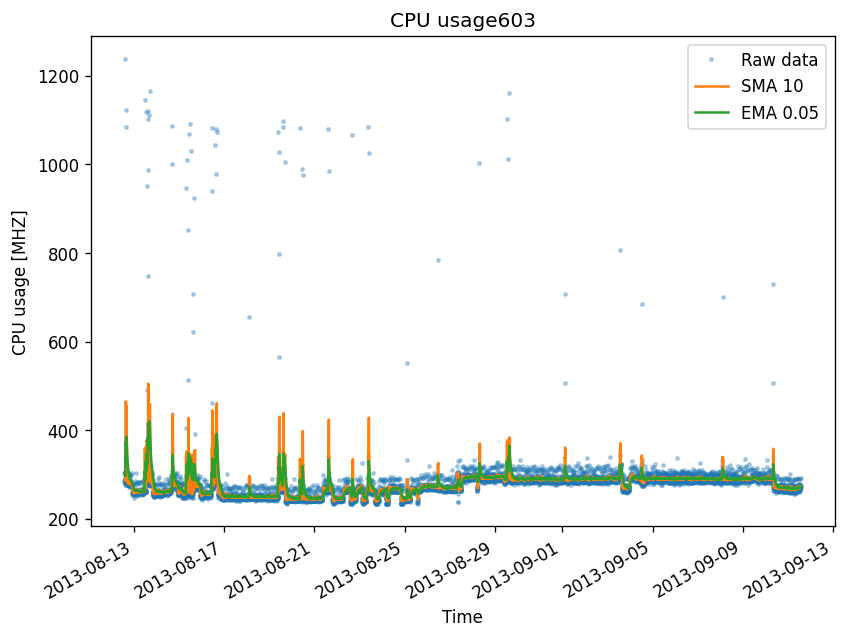 CPU usage603
1200
1000
800
600
400
200
CPU usage [MHZ]
Raw data
SMA 10
EMA 0.05
2013-08-13
2013-08-17
2013-08-21
2013-08-25
2013-08-29
2013-09-01
2013-09-05
2013-09-09
2013-09-13
Time